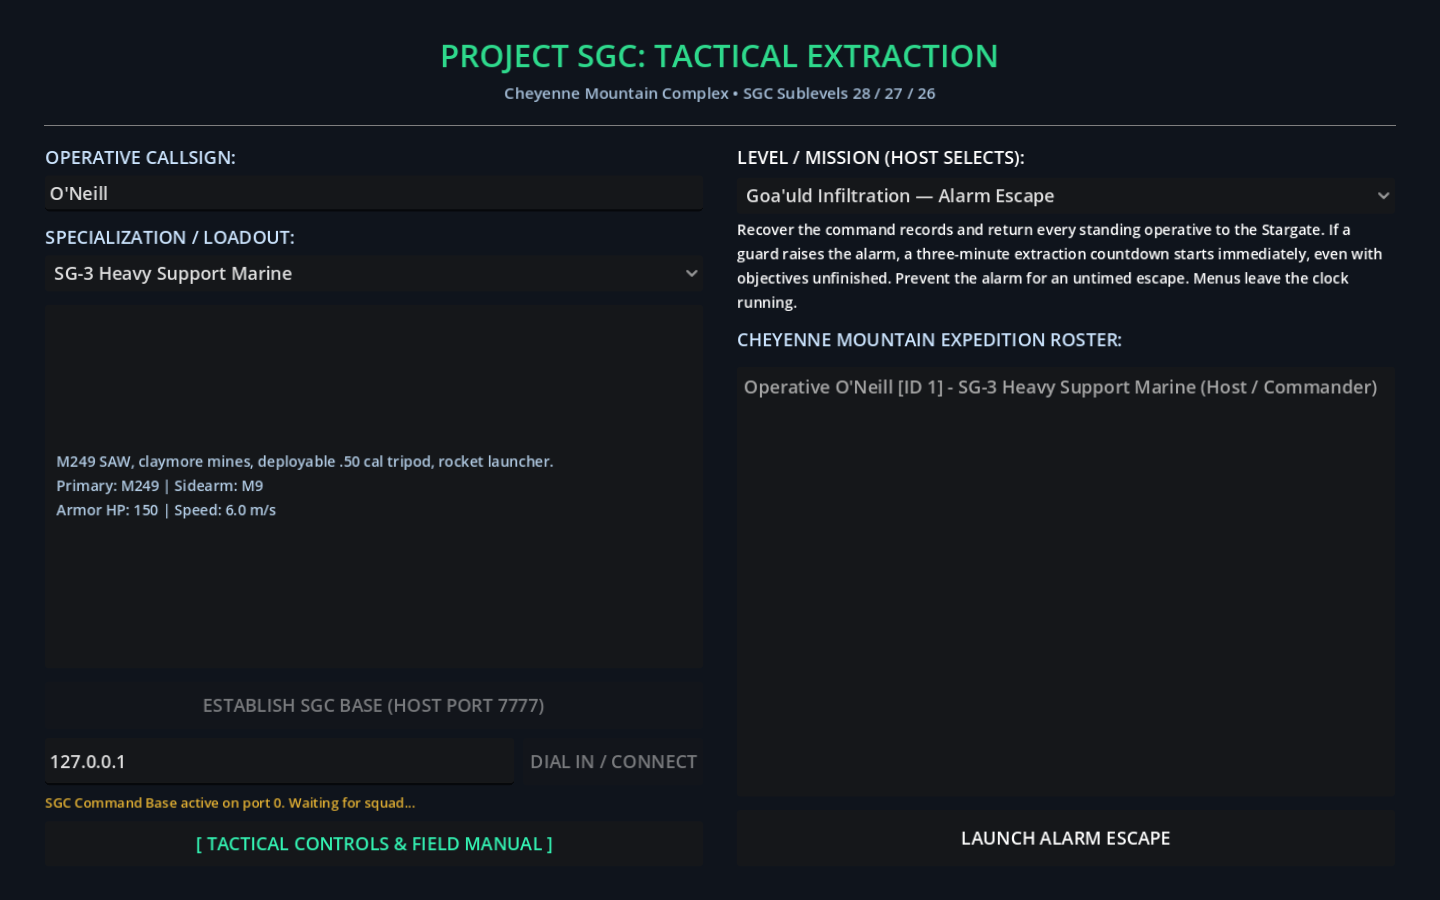 PROJECT SGC: TACTICAL EXTRACTION
Cheyenne Mountain Complex • SGC Sublevels 28 / 27 / 26
OPERATIVE CALLSIGN:
O'Neill
SPECIALIZATION / LOADOUT:
SG-3 Heavy Support Marine
M249 SAW, claymore mines, deployable .50 cal tripod, rocket launcher.
Primary: M249 | Sidearm: M9
Armor HP: 150 | Speed: 6.0 m/s
ESTABLISH SGC BASE (HOST PORT 7777)
127.0.0.1
DIAL IN / CONNECT
SGC Command Base active on port 0. Waiting for squad...
[ TACTICAL CONTROLS & FIELD MANUAL ]
LEVEL / MISSION (HOST SELECTS):
Goa'uld Infiltration — Alarm Escape
Recover the command records and return every standing operative to the Stargate. If a
guard raises the alarm, a three-minute extraction countdown starts immediately, even with
objectives unfinished. Prevent the alarm for an untimed escape. Menus leave the clock
running.
CHEYENNE MOUNTAIN EXPEDITION ROSTER:
Operative O'Neill [ID 1] - SG-3 Heavy Support Marine (Host / Commander)
LAUNCH ALARM ESCAPE